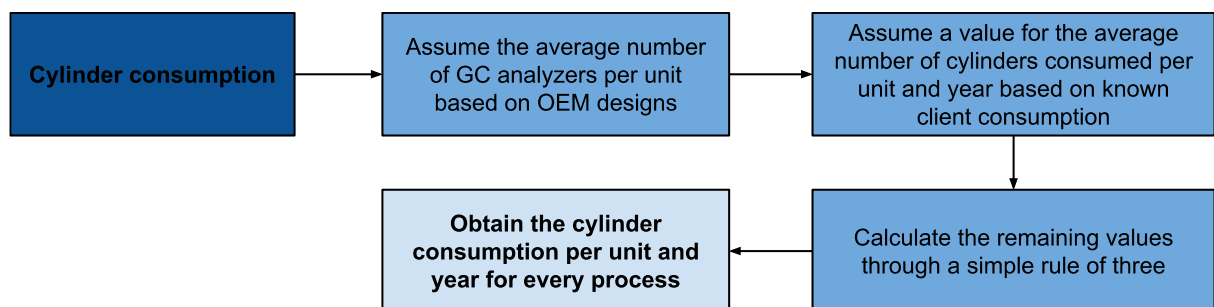 Cylinder consumption
Assume the average number
of GC analyzers per unit
based on OEM designs
Assume a value for the average
number of cylinders consumed per
unit and year based on known
client consumption
Calculate the remaining values
through a simple rule of three
Obtain the cylinder
consumption per unit and
year for every process